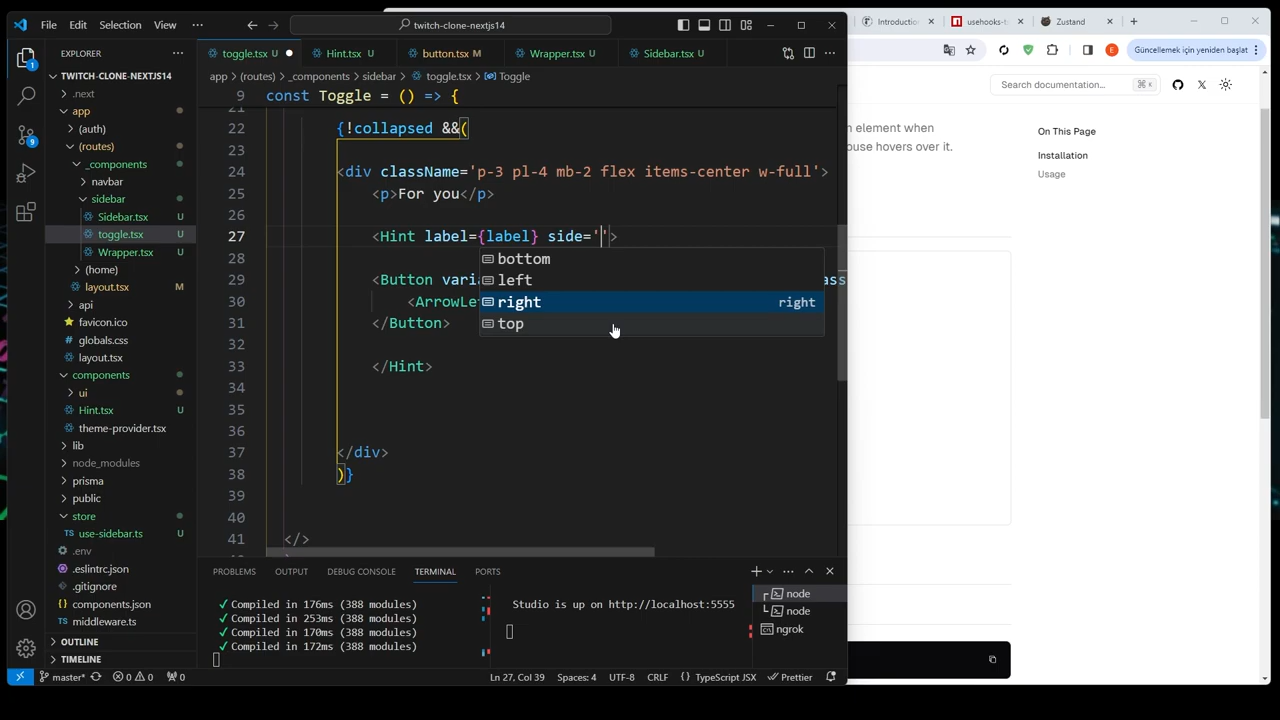 File Edit Selection View ··· twitch-clone-nextjs14
Introduction × usehooks-ts × Zustand ×
EXPLORER ···
toggle.tsx Hint.tsx U button.tsx M Wrapper.tsx U Sidebar.tsx U
Güncellemek için yeniden başlat
TWITCH-CLONE-NEXTJS14
app > (routes) > _components > sidebar > toggle.tsx > Toggle
Search documentation... ⌘ K
.next
9 const Toggle = () => {
app
(auth)
(routes)
_components
navbar
sidebar
Sidebar.tsx U
toggle.tsx U
Wrapper.tsx U
(home)
layout.tsx M
api
favicon.ico
globals.css
layout.tsx
components
ui
Hint.tsx U
theme-provider.tsx
lib
node_modules
prisma
public
store
use-sidebar.ts U
.env
.eslintrc.json
.gitignore
components.json
middleware.ts
OUTLINE
TIMELINE
21
22 {!collapsed &&(
23
24 <div className='p-3 pl-4 mb-2 flex items-center w-full'>
25 <p>For you</p>
26
27 <Hint label={label} side=''>
28
29 <Button vari
30 <ArrowLe
31 </Button>
32
33 </Hint>
34
35
36
37 </div>
38 )}
39
40
41 </>
bottom
left
right right
top
ass
element when
ouse hovers over it.
On This Page
Installation
Usage
PROBLEMS OUTPUT DEBUG CONSOLE TERMINAL PORTS
✓ Compiled in 176ms (388 modules)
✓ Compiled in 253ms (388 modules)
✓ Compiled in 170ms (388 modules)
✓ Compiled in 172ms (388 modules)
Studio is up on http://localhost:5555
node
node
ngrok
master* 0 0 0 Ln 27, Col 39 Spaces: 4 UTF-8 CRLF {} TypeScript JSX Prettier